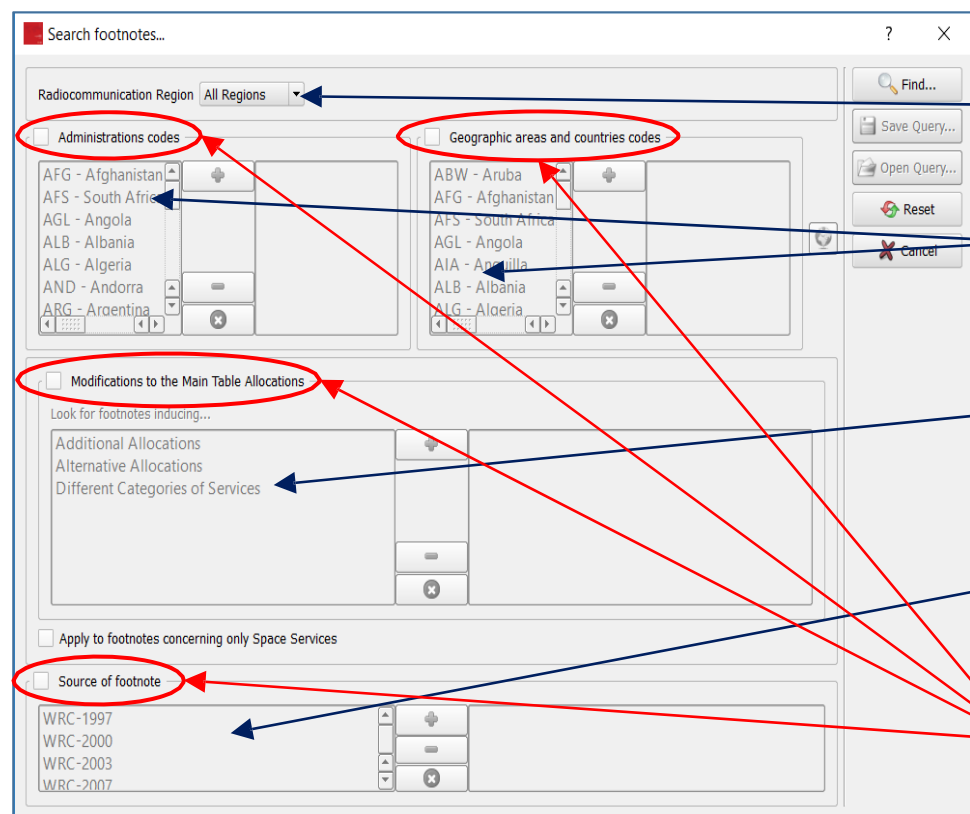 Search footnotes...
?
X
Radiocommunication Region All Regions
Find...
Save Query...
Open Query...
Reset
Cancel
Administrations codes
AFG - Afghanistan
AFS - South Africa
AGL - Angola
ALB - Albania
ALG - Algeria
AND - Andorra
ARG - Argentina
Geographic areas and countries codes
ABW - Aruba
AFG - Afghanistan
AFS - South Africa
AGL - Angola
AIA - Anguilla
ALB - Albania
ALG - Algeria
Modifications to the Main Table Allocations
Look for footnotes inducing...
Additional Allocations
Alternative Allocations
Different Categories of Services
Apply to footnotes concerning only Space Services
Source of footnote
WRC-1997
WRC-2000
WRC-2003
WRC-2007